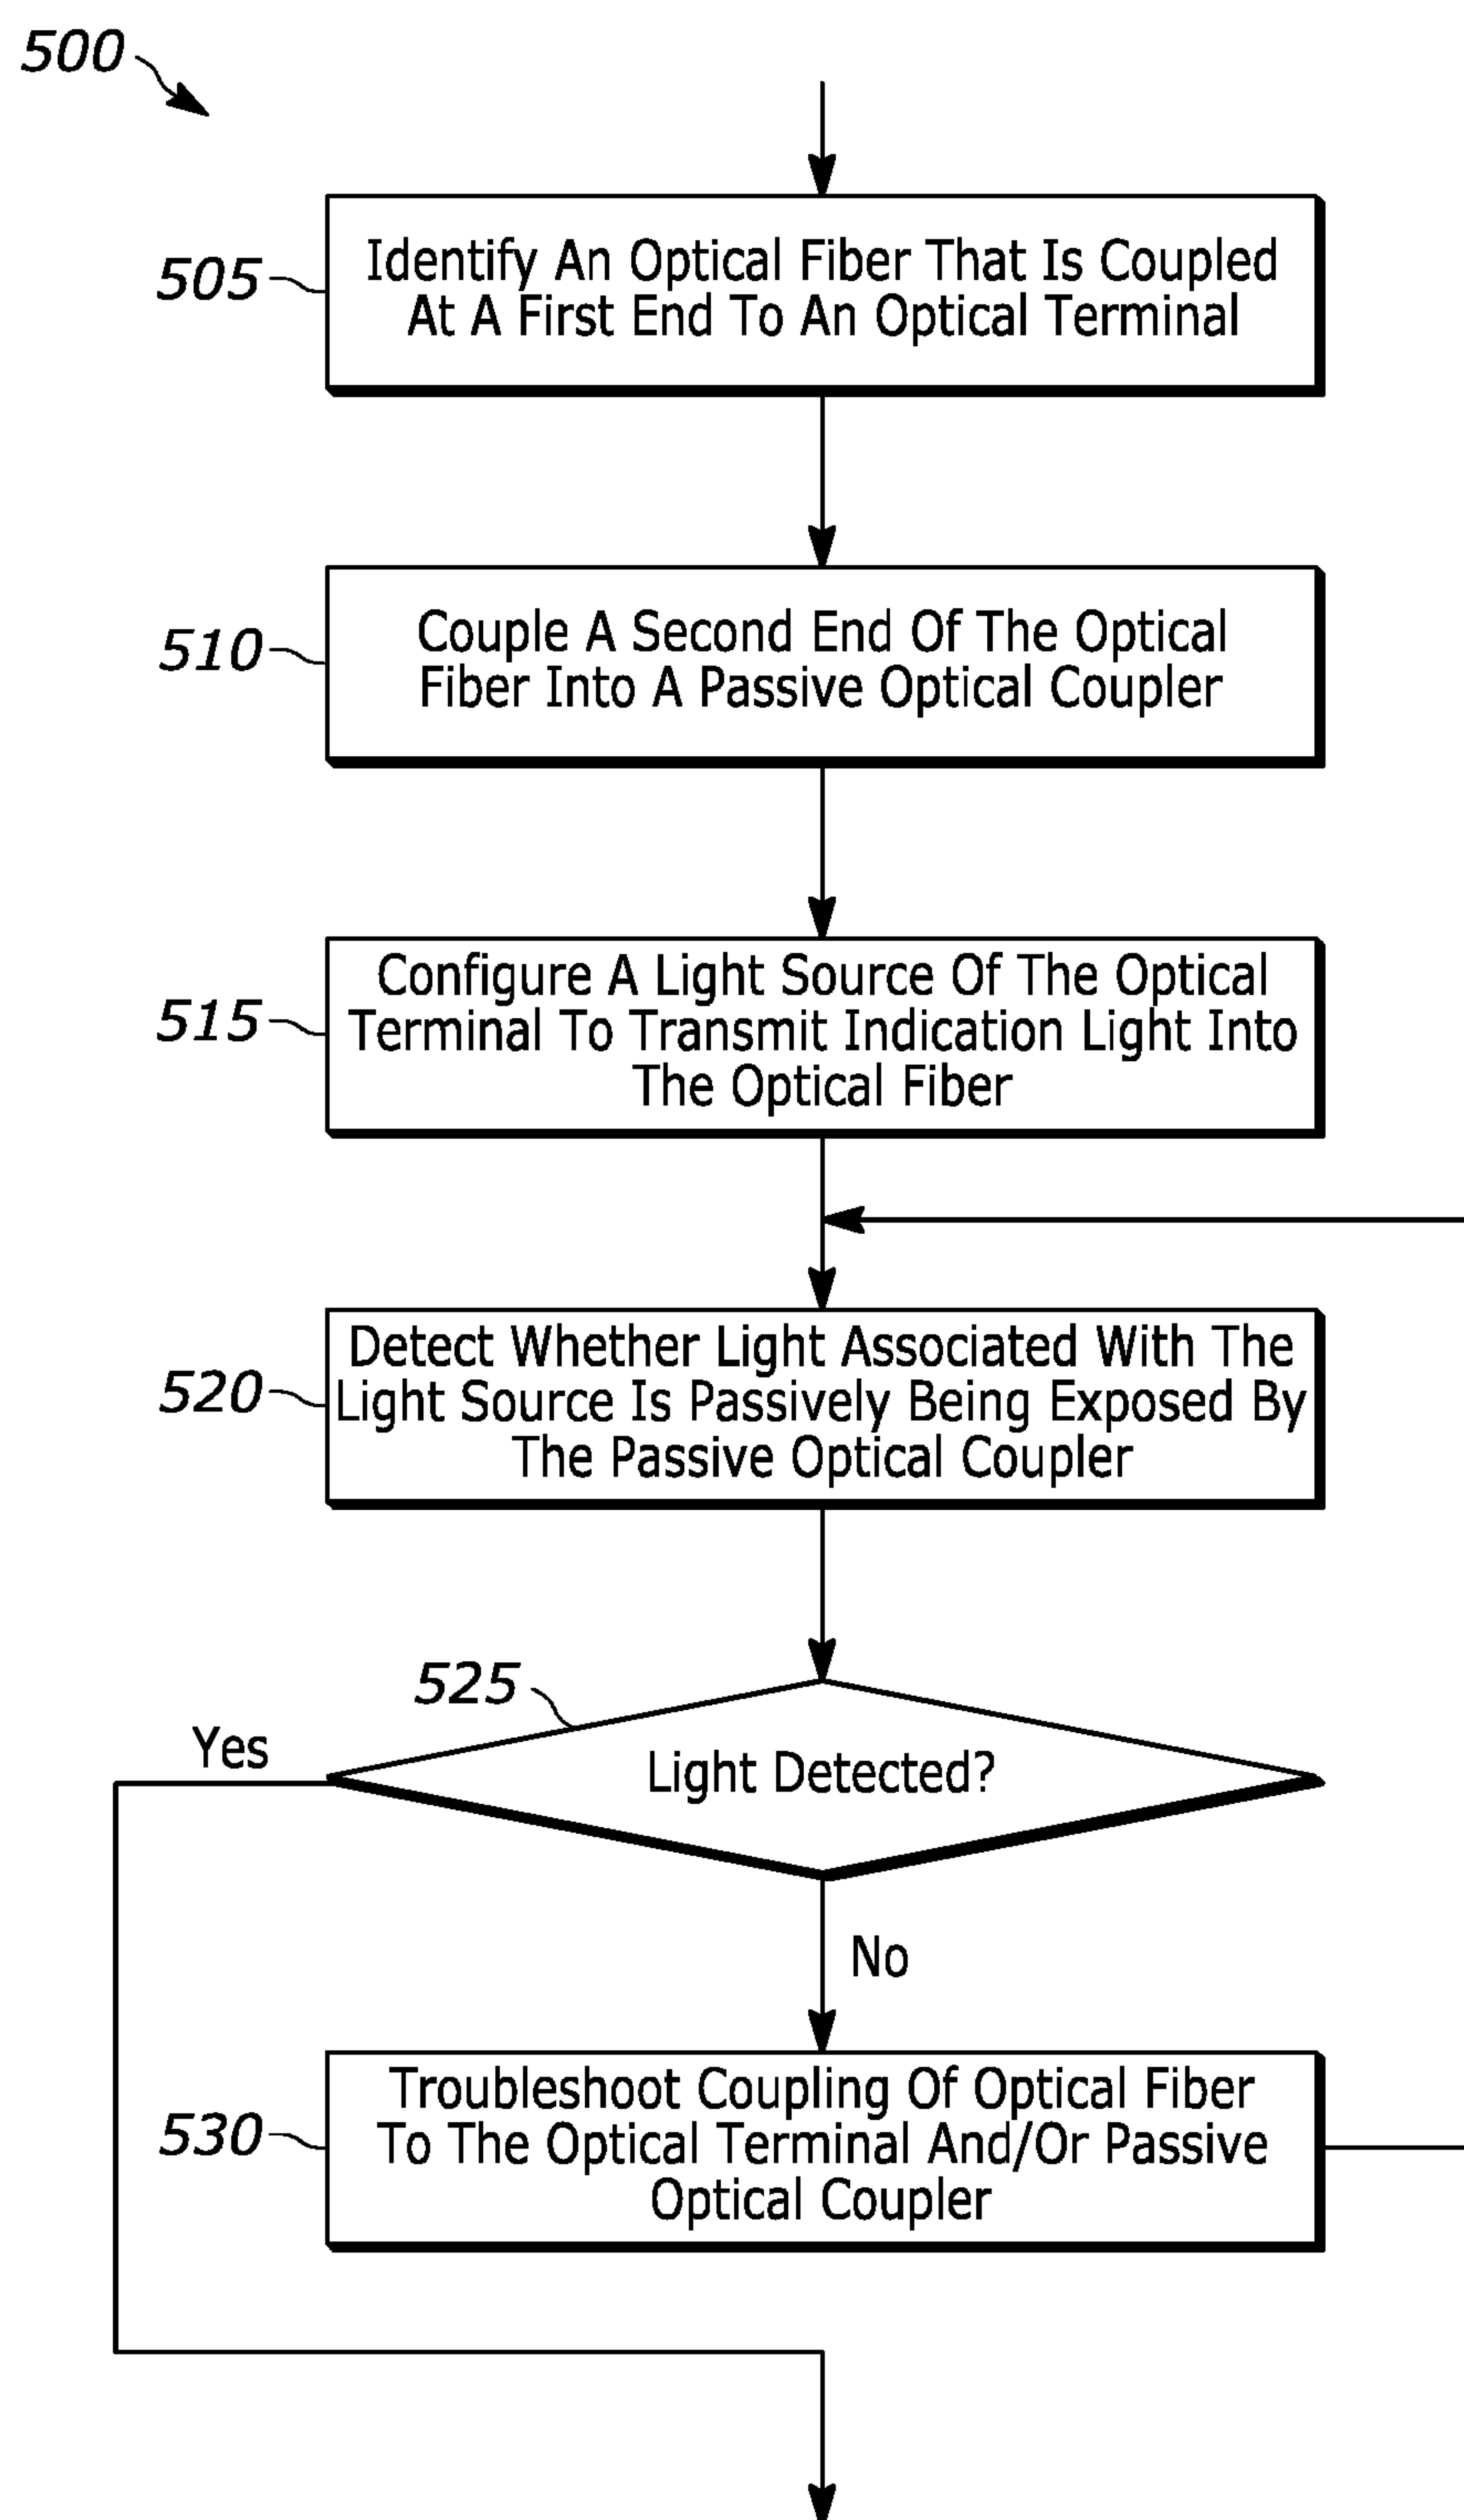 500
505
Identify An Optical Fiber That Is Coupled
At A First End To An Optical Terminal
510
Couple A Second End Of The Optical
Fiber Into A Passive Optical Coupler
515
Configure A Light Source Of The Optical
Terminal To Transmit Indication Light Into
The Optical Fiber
520
Detect Whether Light Associated With The
Light Source Is Passively Being Exposed By
The Passive Optical Coupler
525
Yes
Light Detected?
No
530
Troubleshoot Coupling Of Optical Fiber
To The Optical Terminal And/Or Passive
Optical Coupler